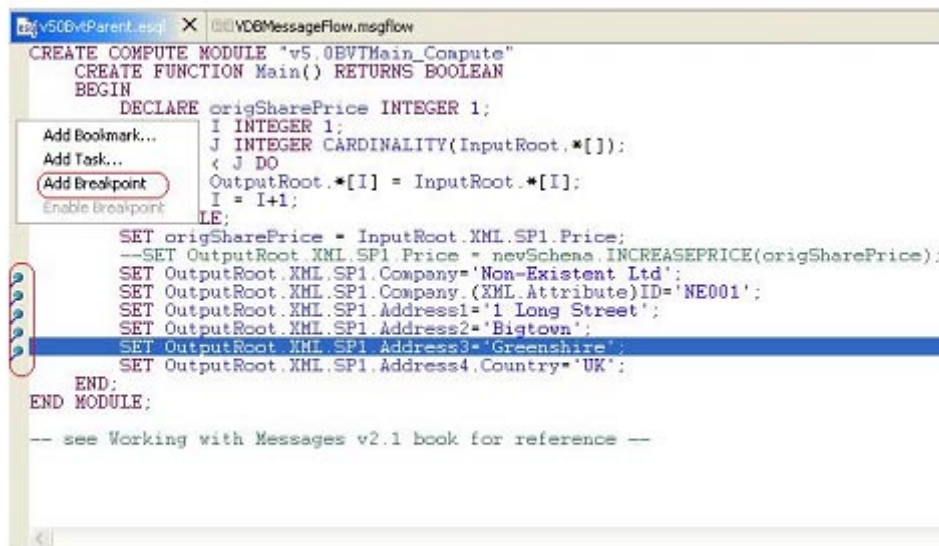 v50BvtParent.esql VDBMessageFlow.msgflow
CREATE COMPUTE MODULE "v5.0BVTMain_Compute"
CREATE FUNCTION Main() RETURNS BOOLEAN
BEGIN
DECLARE origSharePrice INTEGER 1;
I INTEGER 1;
J INTEGER CARDINALITY(InputRoot.*[]);
< J DO
OutputRoot.*[I] = InputRoot.*[I];
I = I+1;
LE;
Add Bookmark...
Add Task...
Add Breakpoint
Enable Breakpoint
SET origSharePrice = InputRoot.XML.SP1.Price;
--SET OutputRoot.XML.SP1.Price = newSchema.INCREASEPRICE(origSharePrice);
SET OutputRoot.XML.SP1.Company='Non-Existent Ltd';
SET OutputRoot.XML.SP1.Company.(XML.Attribute)ID='NE001';
SET OutputRoot.XML.SP1.Address1='1 Long Street';
SET OutputRoot.XML.SP1.Address2='Bigtown';
SET OutputRoot.XML.SP1.Address3='Greenshire';
SET OutputRoot.XML.SP1.Address4.Country='UK';
END;
END MODULE;
-- see Working with Messages v2.1 book for reference --